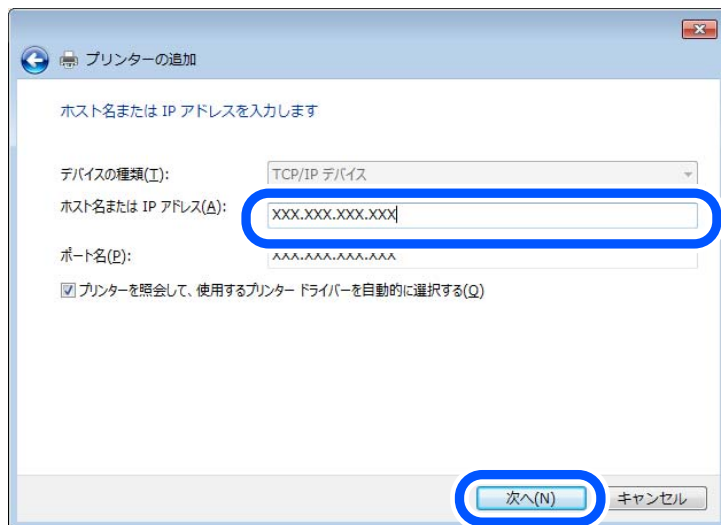 プリンターの追加
ホスト名または IP アドレスを入力します
デバイスの種類(T): TCP/IP デバイス
ホスト名または IP アドレス(A): XXX.XXX.XXX.XXX
ポート名(P): XXX.XXX.XXX.XXX
プリンターを照会して、使用するプリンター ドライバーを自動的に選択する(Q)
次へ(N) キャンセル